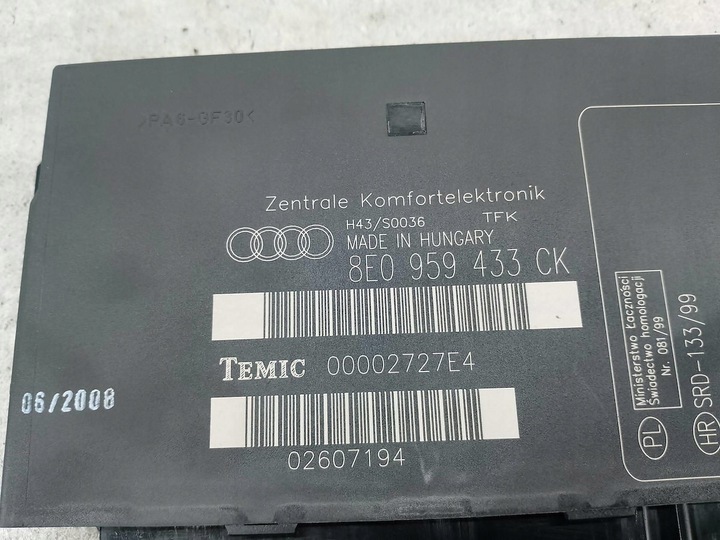 >PA6-GF30<
Zentrale Komfortelektronik
H43/S0036 TFK
MADE IN HUNGARY
8E0 959 433 CK
TEMIC 00002727E4
06/2008
02607194
Ministerstwo Łaczności
Świadectwo homologacji
Nr. 081/99
PL
HR SRD-133/99